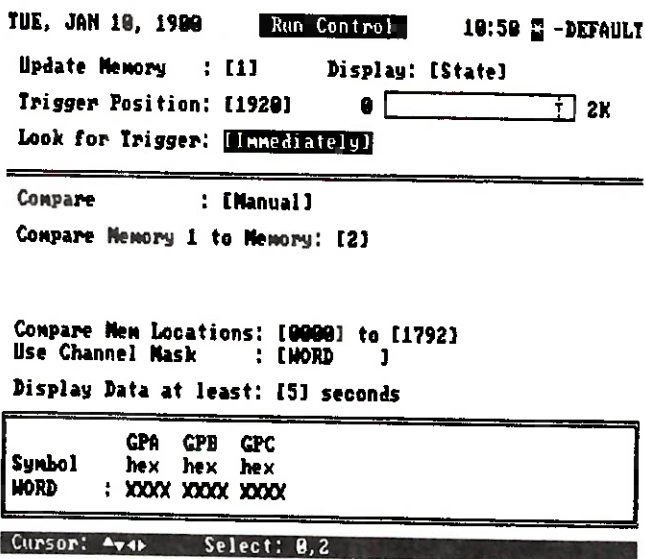 TUE, JAN 10, 1980 Run Control 10:50 -DEFAULT
Update Memory : [1] Display: [State]
Trigger Position: [1920] 0 T 2K
Look for Trigger: [Immediately]
Compare : [Manual]
Compare Memory 1 to Memory: [2]
Compare Mem Locations: [0000] to [1792]
Use Channel Mask : [WORD ]
Display Data at least: [5] seconds
GPA GPB GPC
Symbol hex hex hex
WORD : XXXX XXXX XXXX
Cursor: ▲▼◄► Select: 0,2